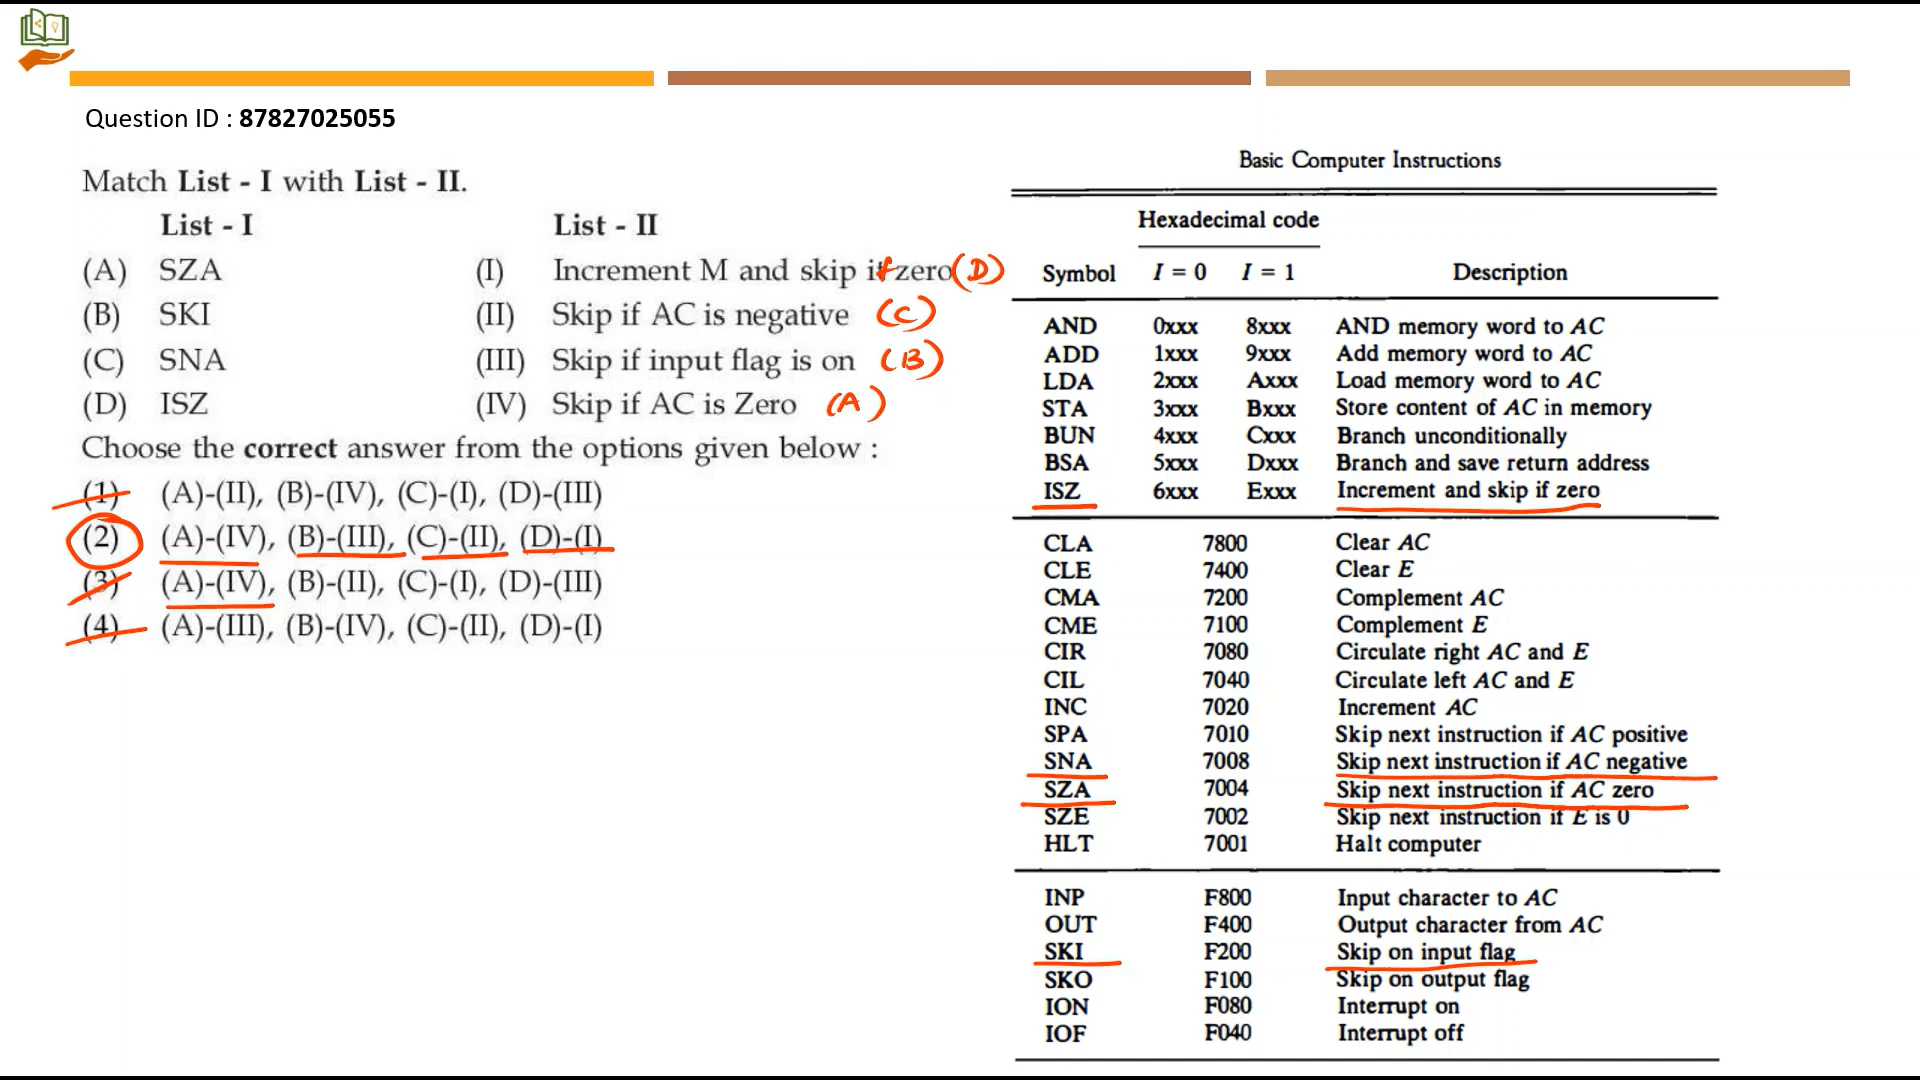 Question ID : 87827025055
Match List - I with List - II.
List - I List - II
(A) SZA (I) Increment M and skip if zero (D)
(B) SKI (II) Skip if AC is negative (C)
(C) SNA (III) Skip if input flag is on (B)
(D) ISZ (IV) Skip if AC is Zero (A)
Choose the correct answer from the options given below :
(1) (A)-(II), (B)-(IV), (C)-(I), (D)-(III)
(2) (A)-(IV), (B)-(III), (C)-(II), (D)-(I)
(3) (A)-(IV), (B)-(II), (C)-(I), (D)-(III)
(4) (A)-(III), (B)-(IV), (C)-(II), (D)-(I)
Basic Computer Instructions
Hexadecimal code
Symbol I = 0 I = 1 Description
AND 0xxx 8xxx AND memory word to AC
ADD 1xxx 9xxx Add memory word to AC
LDA 2xxx Axxx Load memory word to AC
STA 3xxx Bxxx Store content of AC in memory
BUN 4xxx Cxxx Branch unconditionally
BSA 5xxx Dxxx Branch and save return address
ISZ 6xxx Exxx Increment and skip if zero
CLA 7800 Clear AC
CLE 7400 Clear E
CMA 7200 Complement AC
CME 7100 Complement E
CIR 7080 Circulate right AC and E
CIL 7040 Circulate left AC and E
INC 7020 Increment AC
SPA 7010 Skip next instruction if AC positive
SNA 7008 Skip next instruction if AC negative
SZA 7004 Skip next instruction if AC zero
SZE 7002 Skip next instruction if E is 0
HLT 7001 Halt computer
INP F800 Input character to AC
OUT F400 Output character from AC
SKI F200 Skip on input flag
SKO F100 Skip on output flag
ION F080 Interrupt on
IOF F040 Interrupt off